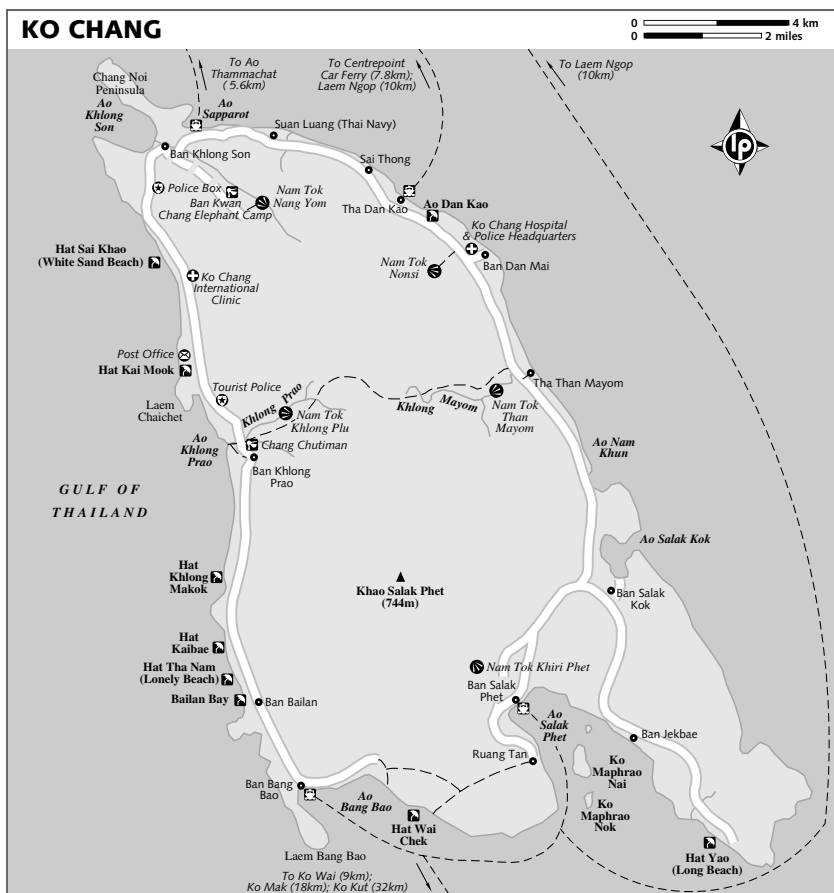 KO CHANG
0 4 km
0 2 miles
To Ao
Thammachat
( 5.6km)
To Centrepoint
Car Ferry (7.8km);
Laem Ngop (10km)
To Laem Ngop
(10km)
Chang Noi
Peninsula
Ao
Khlong
Son
Ao
Sapparot
Suan Luang (Thai Navy)
Ban Khlong Son
Sai Thong
lp
Police Box
Ban Kwan
Chang Elephant Camp
Nam Tok
Nang Yom
Tha Dan Kao
Ao Dan Kao
Ko Chang Hospital
& Police Headquarters
Hat Sai Khao
(White Sand Beach)
Nam Tok
Nonsi
Ban Dan Mai
Ko Chang
International
Clinic
Post Office
Hat Kai Mook
Tha Than Mayom
Tourist Police
Khlong Prao
Khlong Mayom
Laem
Chaichet
Nam Tok
Khlong Plu
Nam Tok
Than
Mayom
Ao
Khlong
Prao
Chang Chutiman
Ao Nam
Khun
Ban Khlong
Prao
GULF OF
THAILAND
Ao Salak Kok
Hat
Khlong
Makok
Khao Salak Phet
(744m)
Ban Salak
Kok
Hat
Kaibae
Hat Tha Nam
(Lonely Beach)
Nam Tok Khiri Phet
Bailan Bay
Ban Bailan
Ban Salak
Phet
Ao
Salak
Phet
Ban Jekbae
Ruang Tan
Ko
Maphrao
Nai
Ban Bang
Bao
Ao
Bang Bao
Ko
Maphrao
Nok
Hat Wai
Chek
Hat Yao
(Long Beach)
Laem Bang Bao
To Ko Wai (9km);
Ko Mak (18km); Ko Kut (32km)